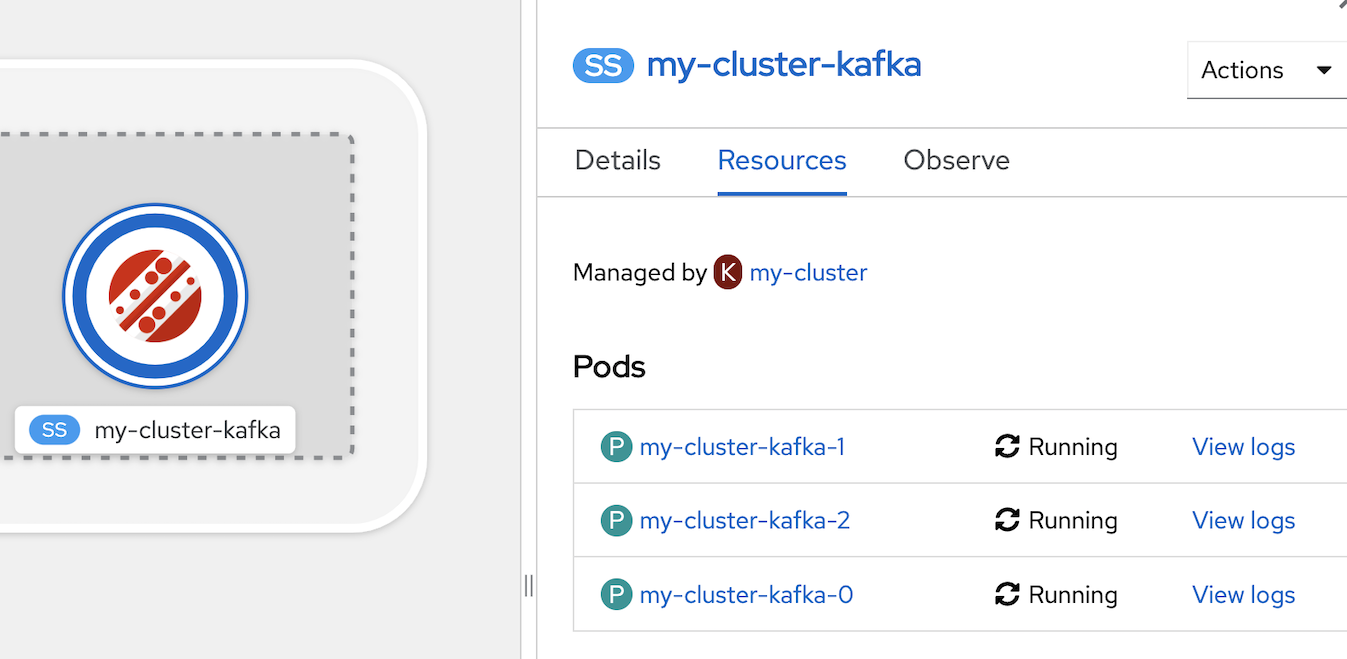 SS my-cluster-kafka
SS my-cluster-kafka
Actions
Details Resources Observe
Managed by K my-cluster
Pods
P my-cluster-kafka-1 Running View logs
P my-cluster-kafka-2 Running View logs
P my-cluster-kafka-0 Running View logs